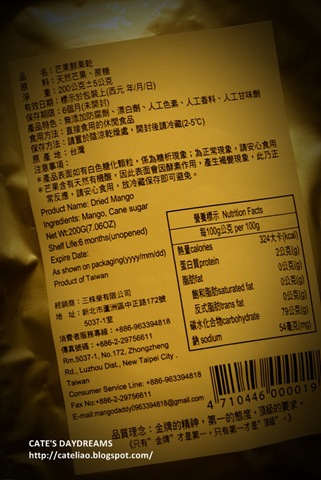 品　　名：芒果鮮果乾
原　　料：天然芒果、蔗糖
淨　　重：200公克±5公克
有效日期：標示於包裝上(西元 年/月/日)
保存期限：6個月(未開封)
產品特色：無添加防腐劑、漂白劑、人工色素、人工香料、人工甘味劑
食用方法：直接食用的休閒食品
保存方法：請置於陰涼乾燥處，開封後請冷藏(2-5℃)
原 產 地：台灣
注意事項：
＊產品表面如有白色糖化顆粒，係為糖析現象；為正常現象，請安心食用
＊芒果含有天然有機酸，因此表面會因酵素作用，產生褐變現象，此乃正
常反應，請安心食用，放冷藏保存即可避免。
Product Name: Dried Mango
Ingredients: Mango, Cane sugar
Net Wt:200G(7.06OZ)
Shelf Life:6 months(unopened)
Expire Date:
As shown on packaging(yyyy/mm/dd)
Product of Taiwan
經銷商：三桂榮有限公司
地　址：新北市蘆洲區中正路172號
5037-1室
消費者服務專線：+886-963394818
傳真號碼：+886-2-29756611
Rm.5037-1, No.172, Zhongzheng
Rd., Luzhou Dist., New Taipei City .
Taiwan
Consumer Service Line: +886-963394818
Fax No:+886-2-29756611
E-mail:mangodaddy0963394818@gmail.com
營養標示 Nutrition Facts
每100g公克 per 100g
熱量calories 324大卡(kcal)
蛋白質protein 2公克(g)
脂肪fat 0公克(g)
飽和脂肪saturated fat 0公克(g)
反式脂肪trans fat 0公克(g)
碳水化合物carbohydrate 79公克(g)
鈉 sodium 54毫克(mg)
4 710446 000019
品質理念：金牌的精神，第一的態度，頂級的要求。
《只有"金牌"才是第一，只有第一才是"頂級"。》
CATE'S DAYDREAMS
http://cateliao.blogspot.com/